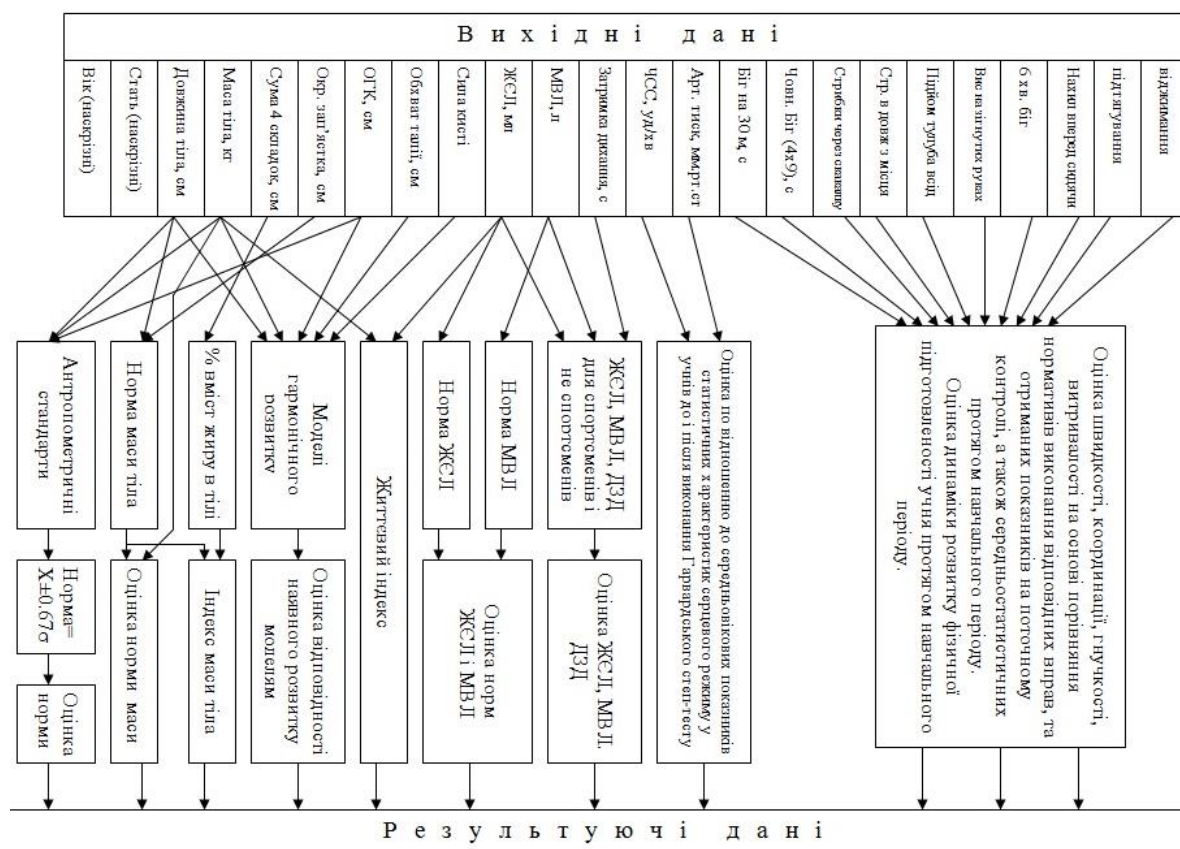 Вихідні дані
Вік (наскрізні)
Стать (наскрізні)
Довжина тіла, см
Маса тіла, кг
Сума 4 складок, см
Окр. зап’ястка, см
ОГК, см
Обхват талії, см
Сила кисті
ЖЄЛ, мл
МВЛ, л
Затримка дихання, с
ЧСС, уд/хв
Арт. тиск, мм.рт.ст
Біг на 30 м, с
Човн. Біг (4х9), с
Стрибки через скакалку
Стр. в довж з місця
Підйом тулуба всід
Вис на зігнутих руках
6 хв. біг
Нахил вперед сидячи
підтягування
віджимання
Антропометричні
стандарти
Норма маси тіла
% вміст жиру в тілі
Моделі
гармонічного
розвитку
Життєвий індекс
Норма ЖЄЛ
Норма МВЛ
ЖЄЛ, МВЛ, ДЗД
для спортсменів і
не спортсменів
Оцінка по відношенню до середньовікових показників
статистичних характеристик серцевого режиму у
учнів до і після виконання Гарвардського степ-тесту
Оцінка швидкості, координації, гнучкості,
витривалості на основі порівняння
нормативів виконання відповідних вправ, та
отриманих показників на поточному
контролі, а також середньостатистичних
протягом навчального періоду.
Оцінка динаміки розвитку фізичної
підготовленості учня протягом навчального
періоду.
Норма=
X±0.67σ
Оцінка
норми
Оцінка норми маси
Індекс маси тіла
Оцінка відповідності
наявного розвитку
моделям
Оцінка норм
ЖЄЛ і МВЛ
Оцінка ЖЄЛ, МВЛ.
ДЗД
Результуючі дані